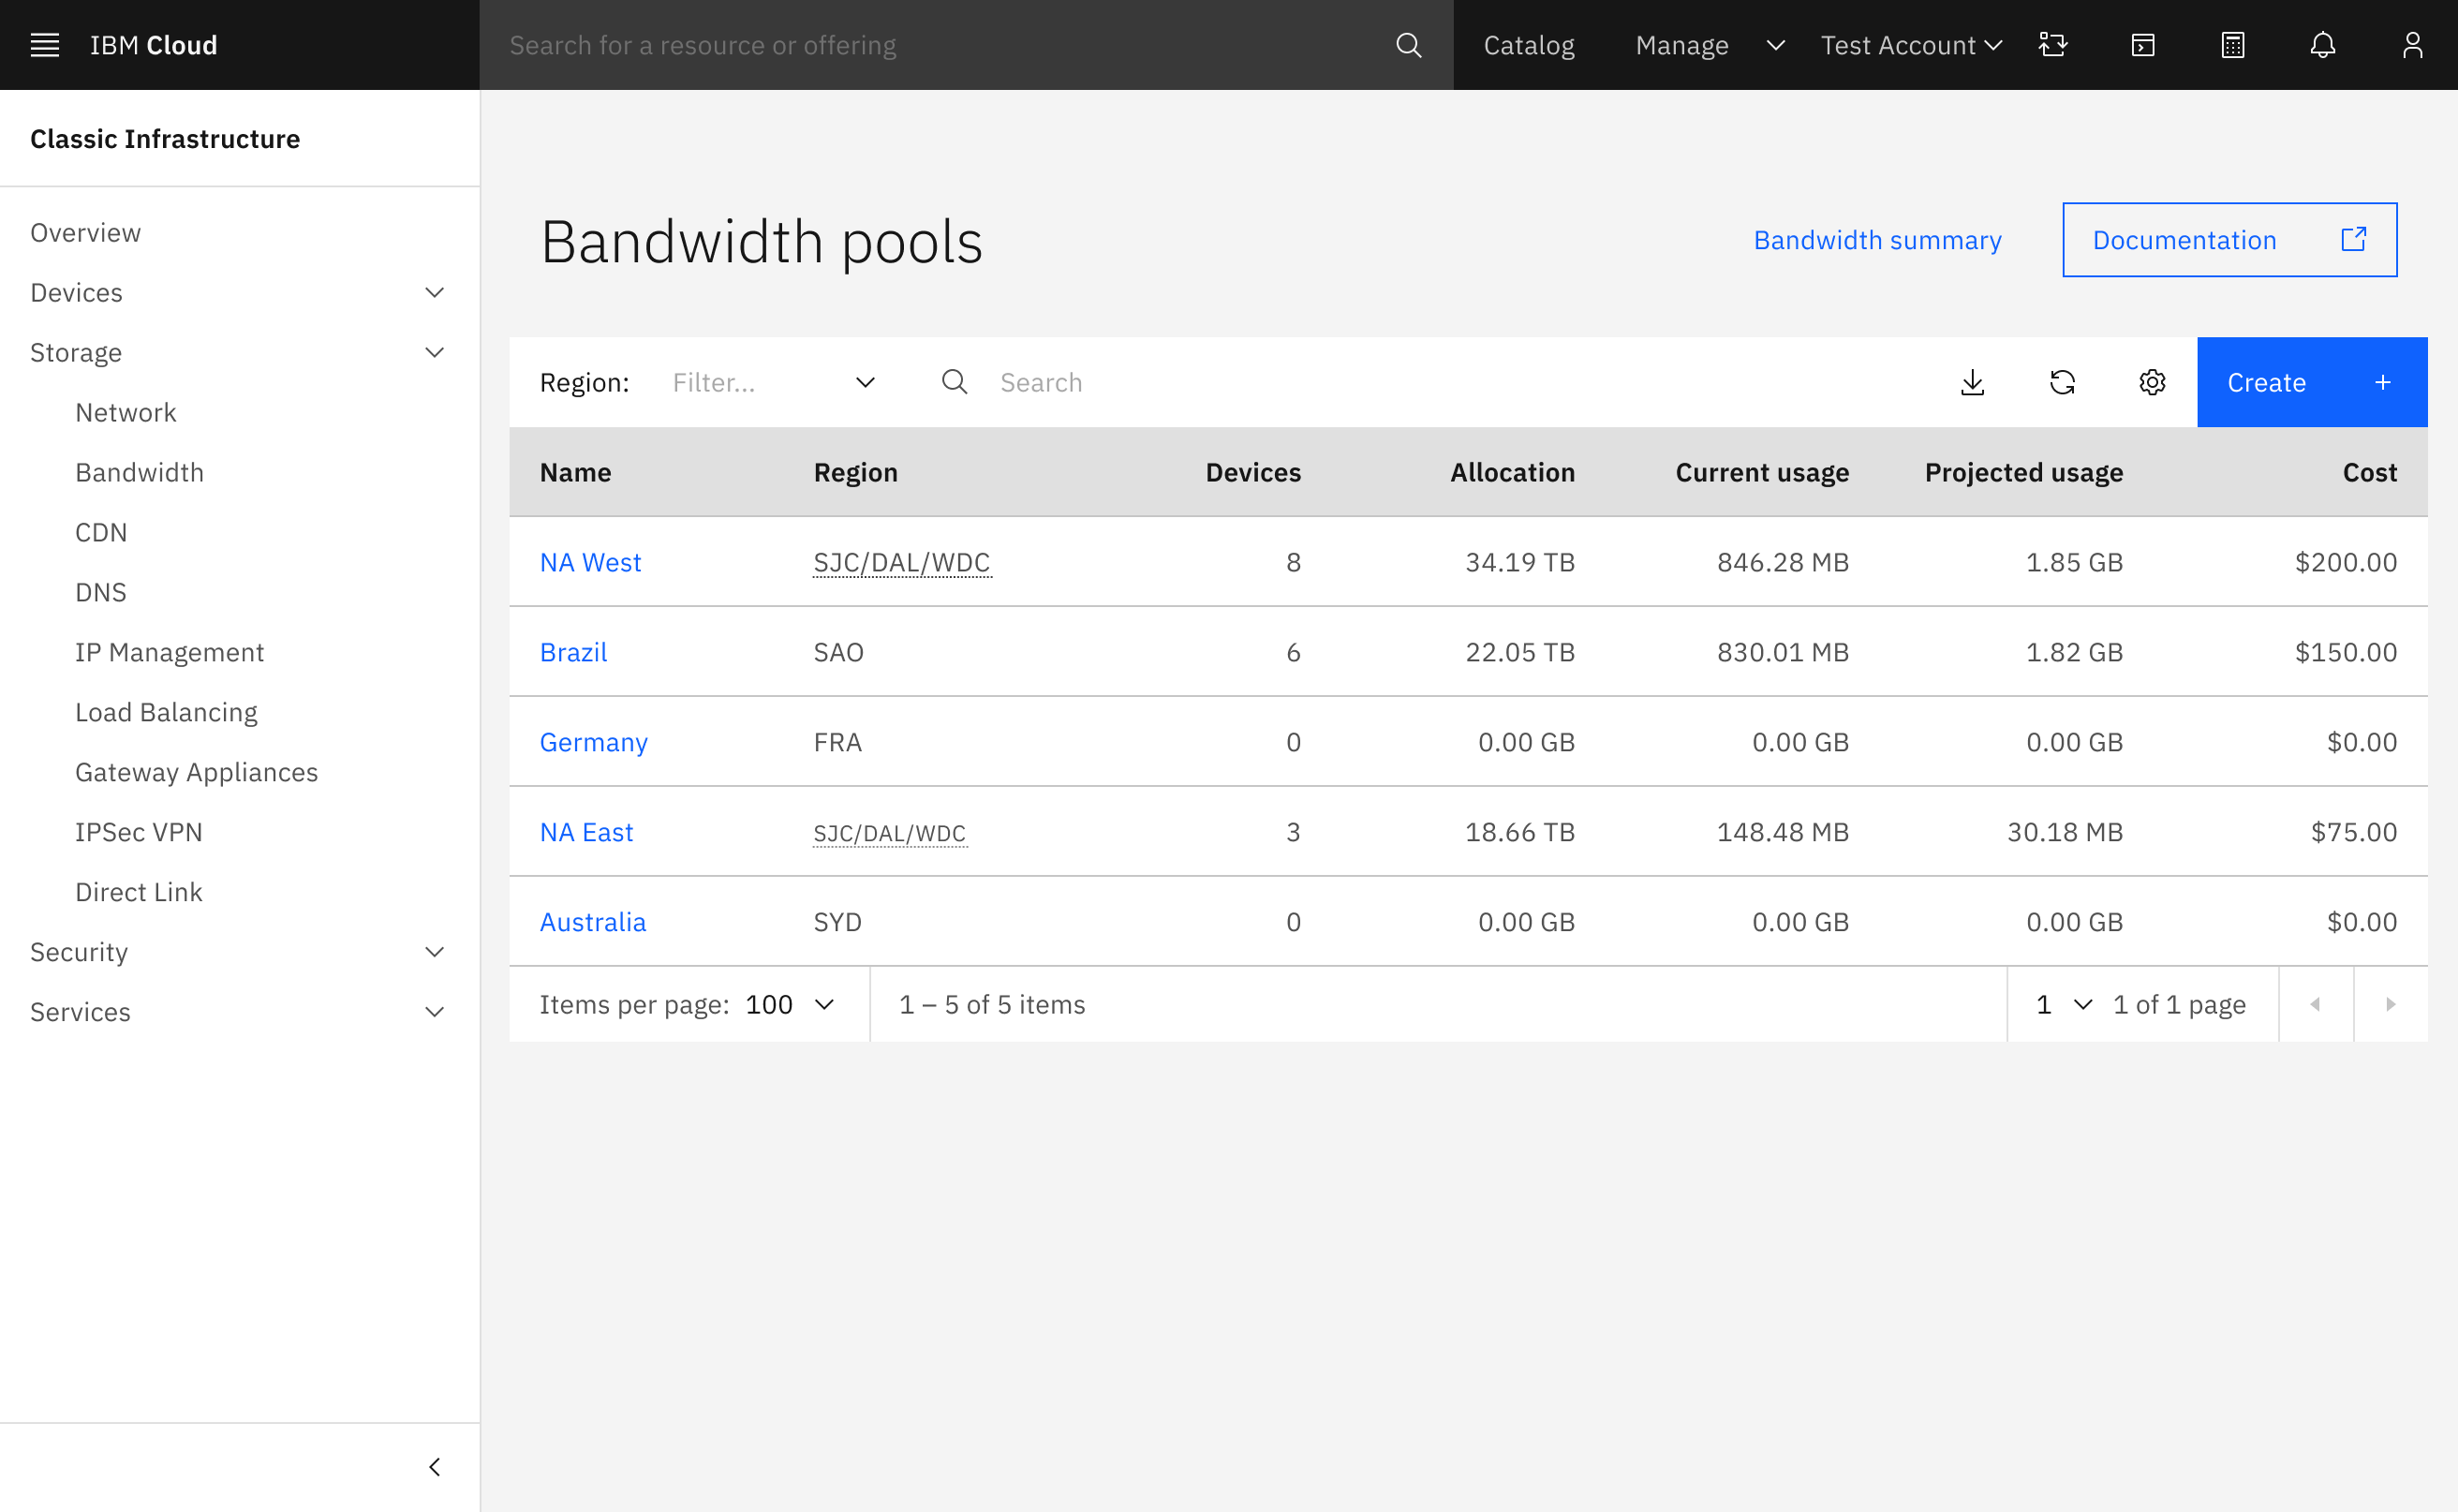 IBM Cloud
Search for a resource or offering
Catalog
Manage
Test Account
Classic Infrastructure
Overview
Devices
Storage
Network
Bandwidth
CDN
DNS
IP Management
Load Balancing
Gateway Appliances
IPSec VPN
Direct Link
Security
Services
Bandwidth pools
Bandwidth summary
Documentation
Region: Filter... Search
Create +
Name Region Devices Allocation Current usage Projected usage Cost
NA West SJC/DAL/WDC 8 34.19 TB 846.28 MB 1.85 GB $200.00
Brazil SAO 6 22.05 TB 830.01 MB 1.82 GB $150.00
Germany FRA 0 0.00 GB 0.00 GB 0.00 GB $0.00
NA East SJC/DAL/WDC 3 18.66 TB 148.48 MB 30.18 MB $75.00
Australia SYD 0 0.00 GB 0.00 GB 0.00 GB $0.00
Items per page: 100 1 – 5 of 5 items 1 1 of 1 page